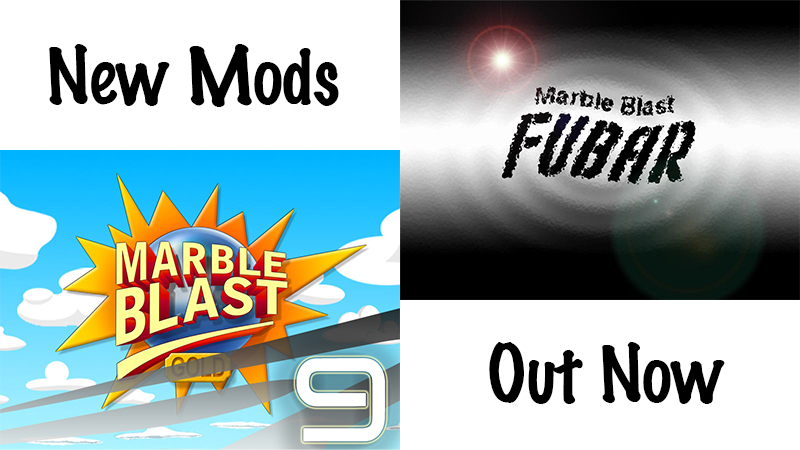 New Mods
Marble Blast
FUBAR
MARBLE
BLAST
GOLD
9
Out Now